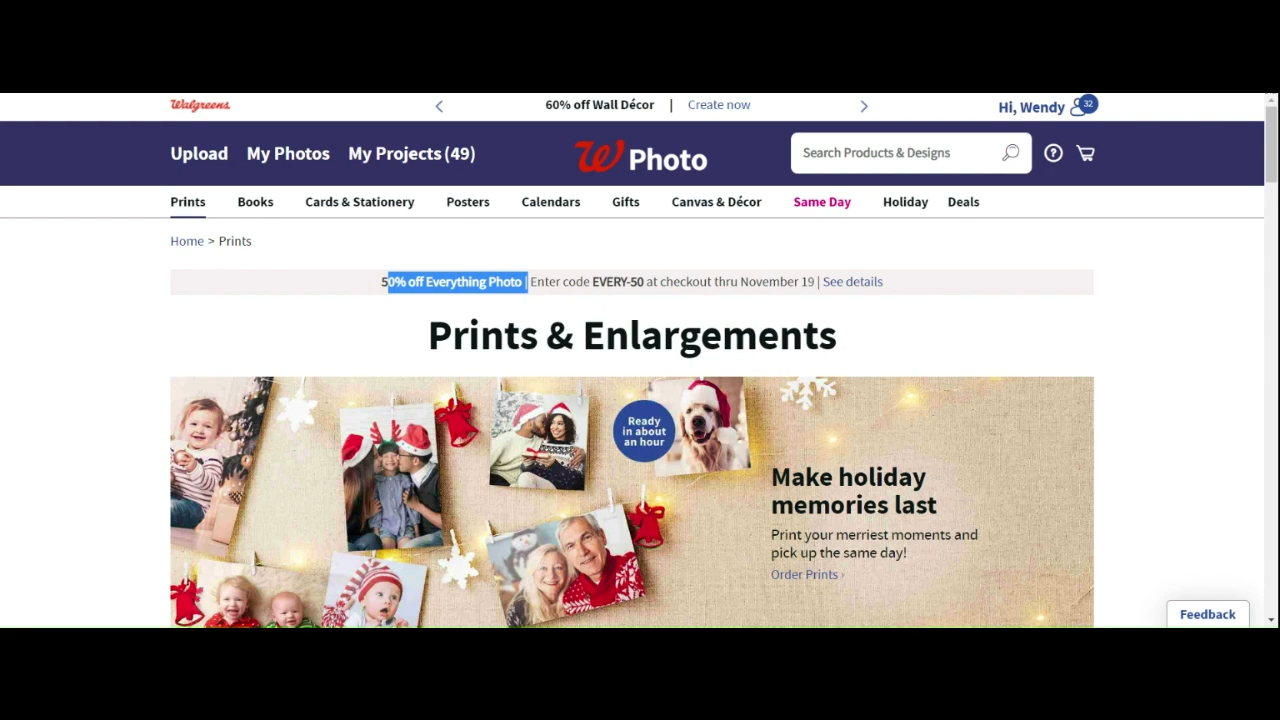 Walgreens
60% off Wall Décor | Create now
Hi, Wendy 32
Upload My Photos My Projects (49)
W Photo
Search Products & Designs
?
Prints Books Cards & Stationery Posters Calendars Gifts Canvas & Décor Same Day Holiday Deals
Home > Prints
50% off Everything Photo | Enter code EVERY-50 at checkout thru November 19 | See details
Prints & Enlargements
Ready
in about
an hour
Make holiday
memories last
Print your merriest moments and
pick up the same day!
Order Prints ›
Feedback